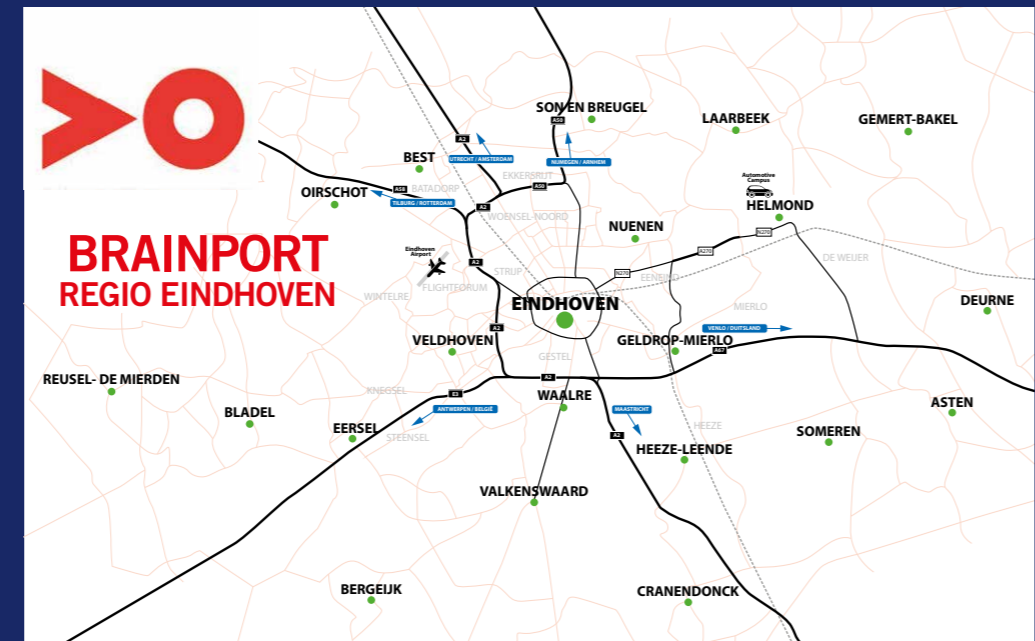 SON EN BREUGEL
LAARBEEK
GEMERT-BAKEL
A50
A2
UTRECHT / AMSTERDAM
NIJMEGEN / ARNHEM
BEST
EKKERSRIJT
Automotive
Campus
OIRSCHOT
A58
BATADORP
A50
TILBURG / ROTTERDAM
A2
WOENSEL-NOORD
HELMOND
NUENEN
N270
BRAINPORT
REGIO EINDHOVEN
Eindhoven
Airport
A270
DE WEIJER
A2
STRIJP
N270
EENEIND
FLIGHTFORUM
WINTELRE
EINDHOVEN
MIERLO
DEURNE
A2
VENLO / DUITSLAND
VELDHOVEN
GELDROP-MIERLO
A67
GESTEL
REUSEL- DE MIERDEN
A2
KNEGSEL
E3
WAALRE
ASTEN
BLADEL
ANTWERPEN / BELGIË
MAASTRICHT
EERSEL
STEENSEL
A2
HEEZE
SOMEREN
HEEZE-LEENDE
VALKENSWAARD
BERGEIJK
CRANENDONCK